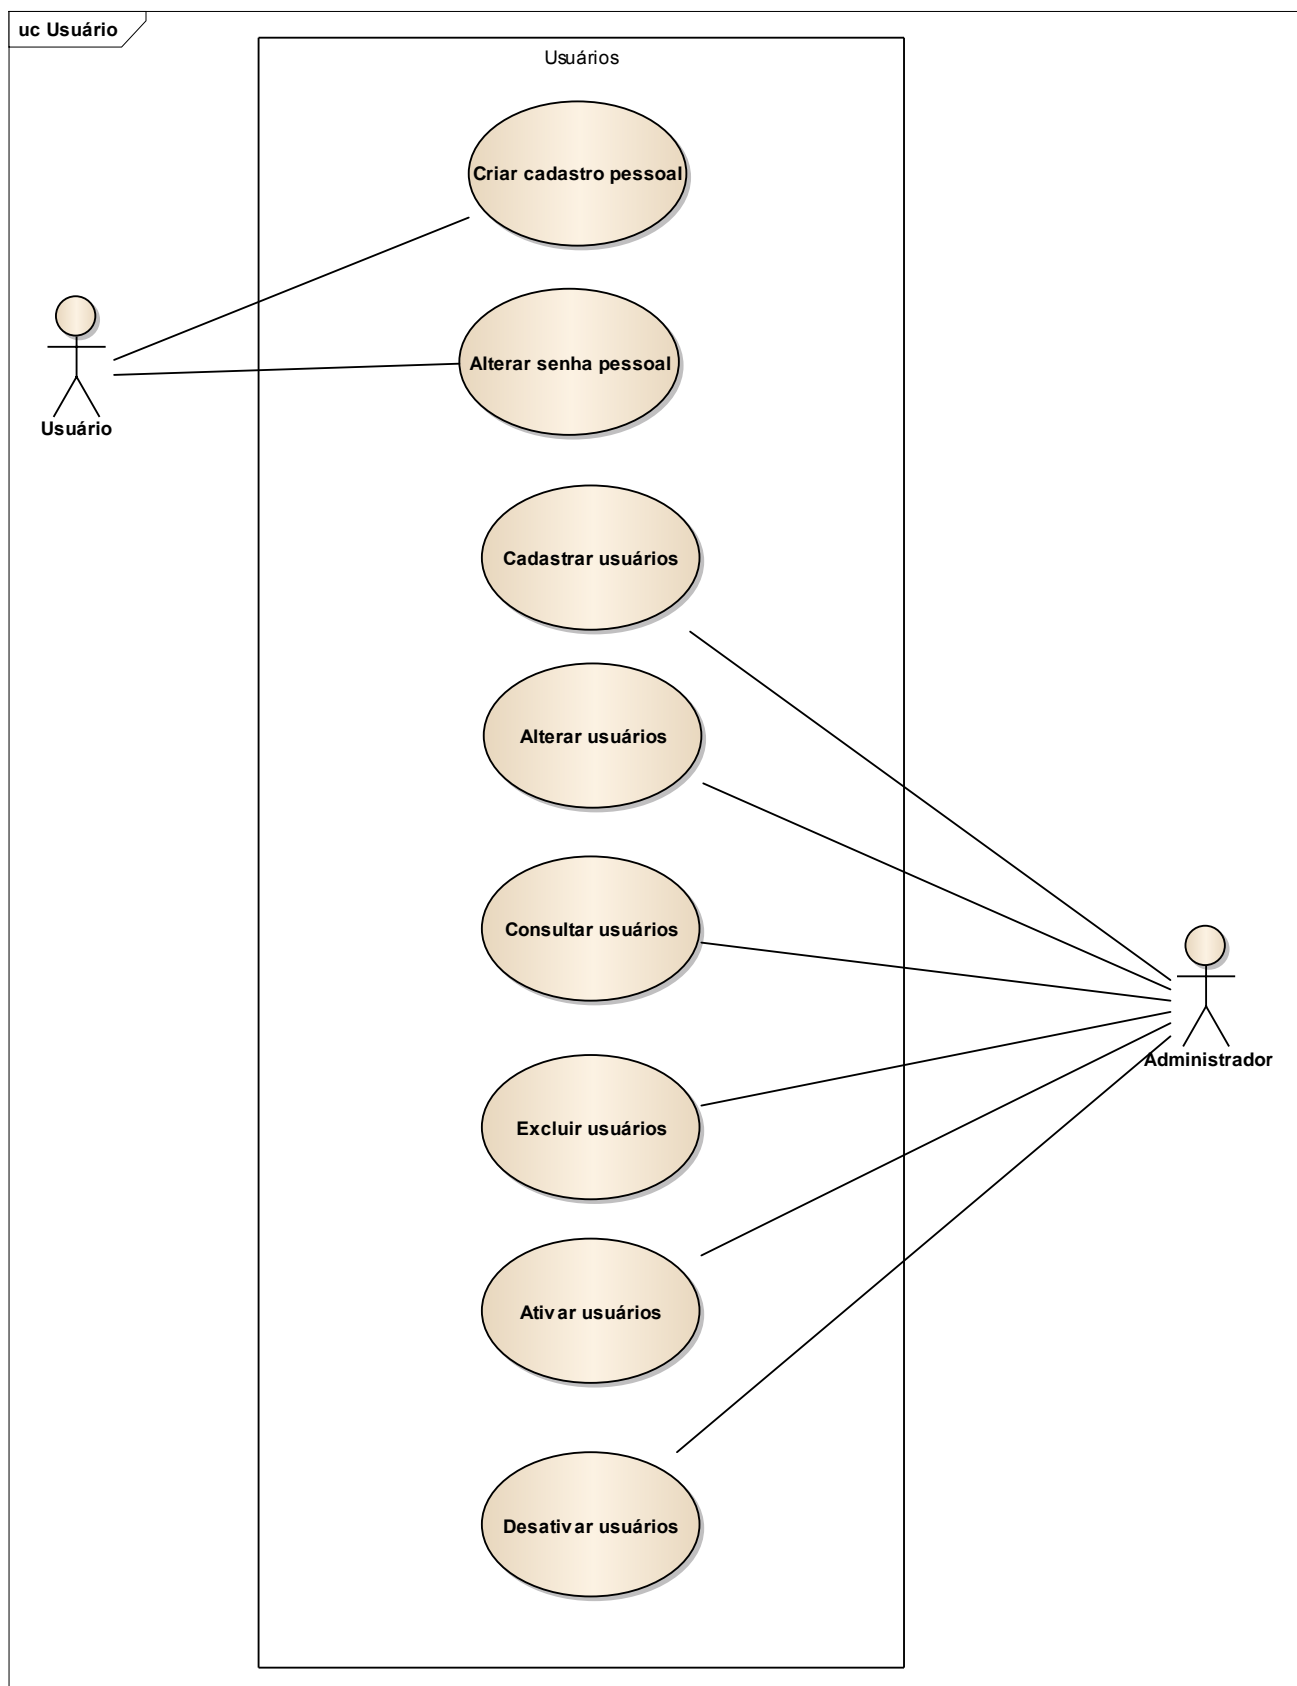 uc Usuário
Usuários
Criar cadastro pessoal
Alterar senha pessoal
Usuário
Cadastrar usuários
Alterar usuários
Consultar usuários
Administrador
Excluir usuários
Ativar usuários
Desativar usuários